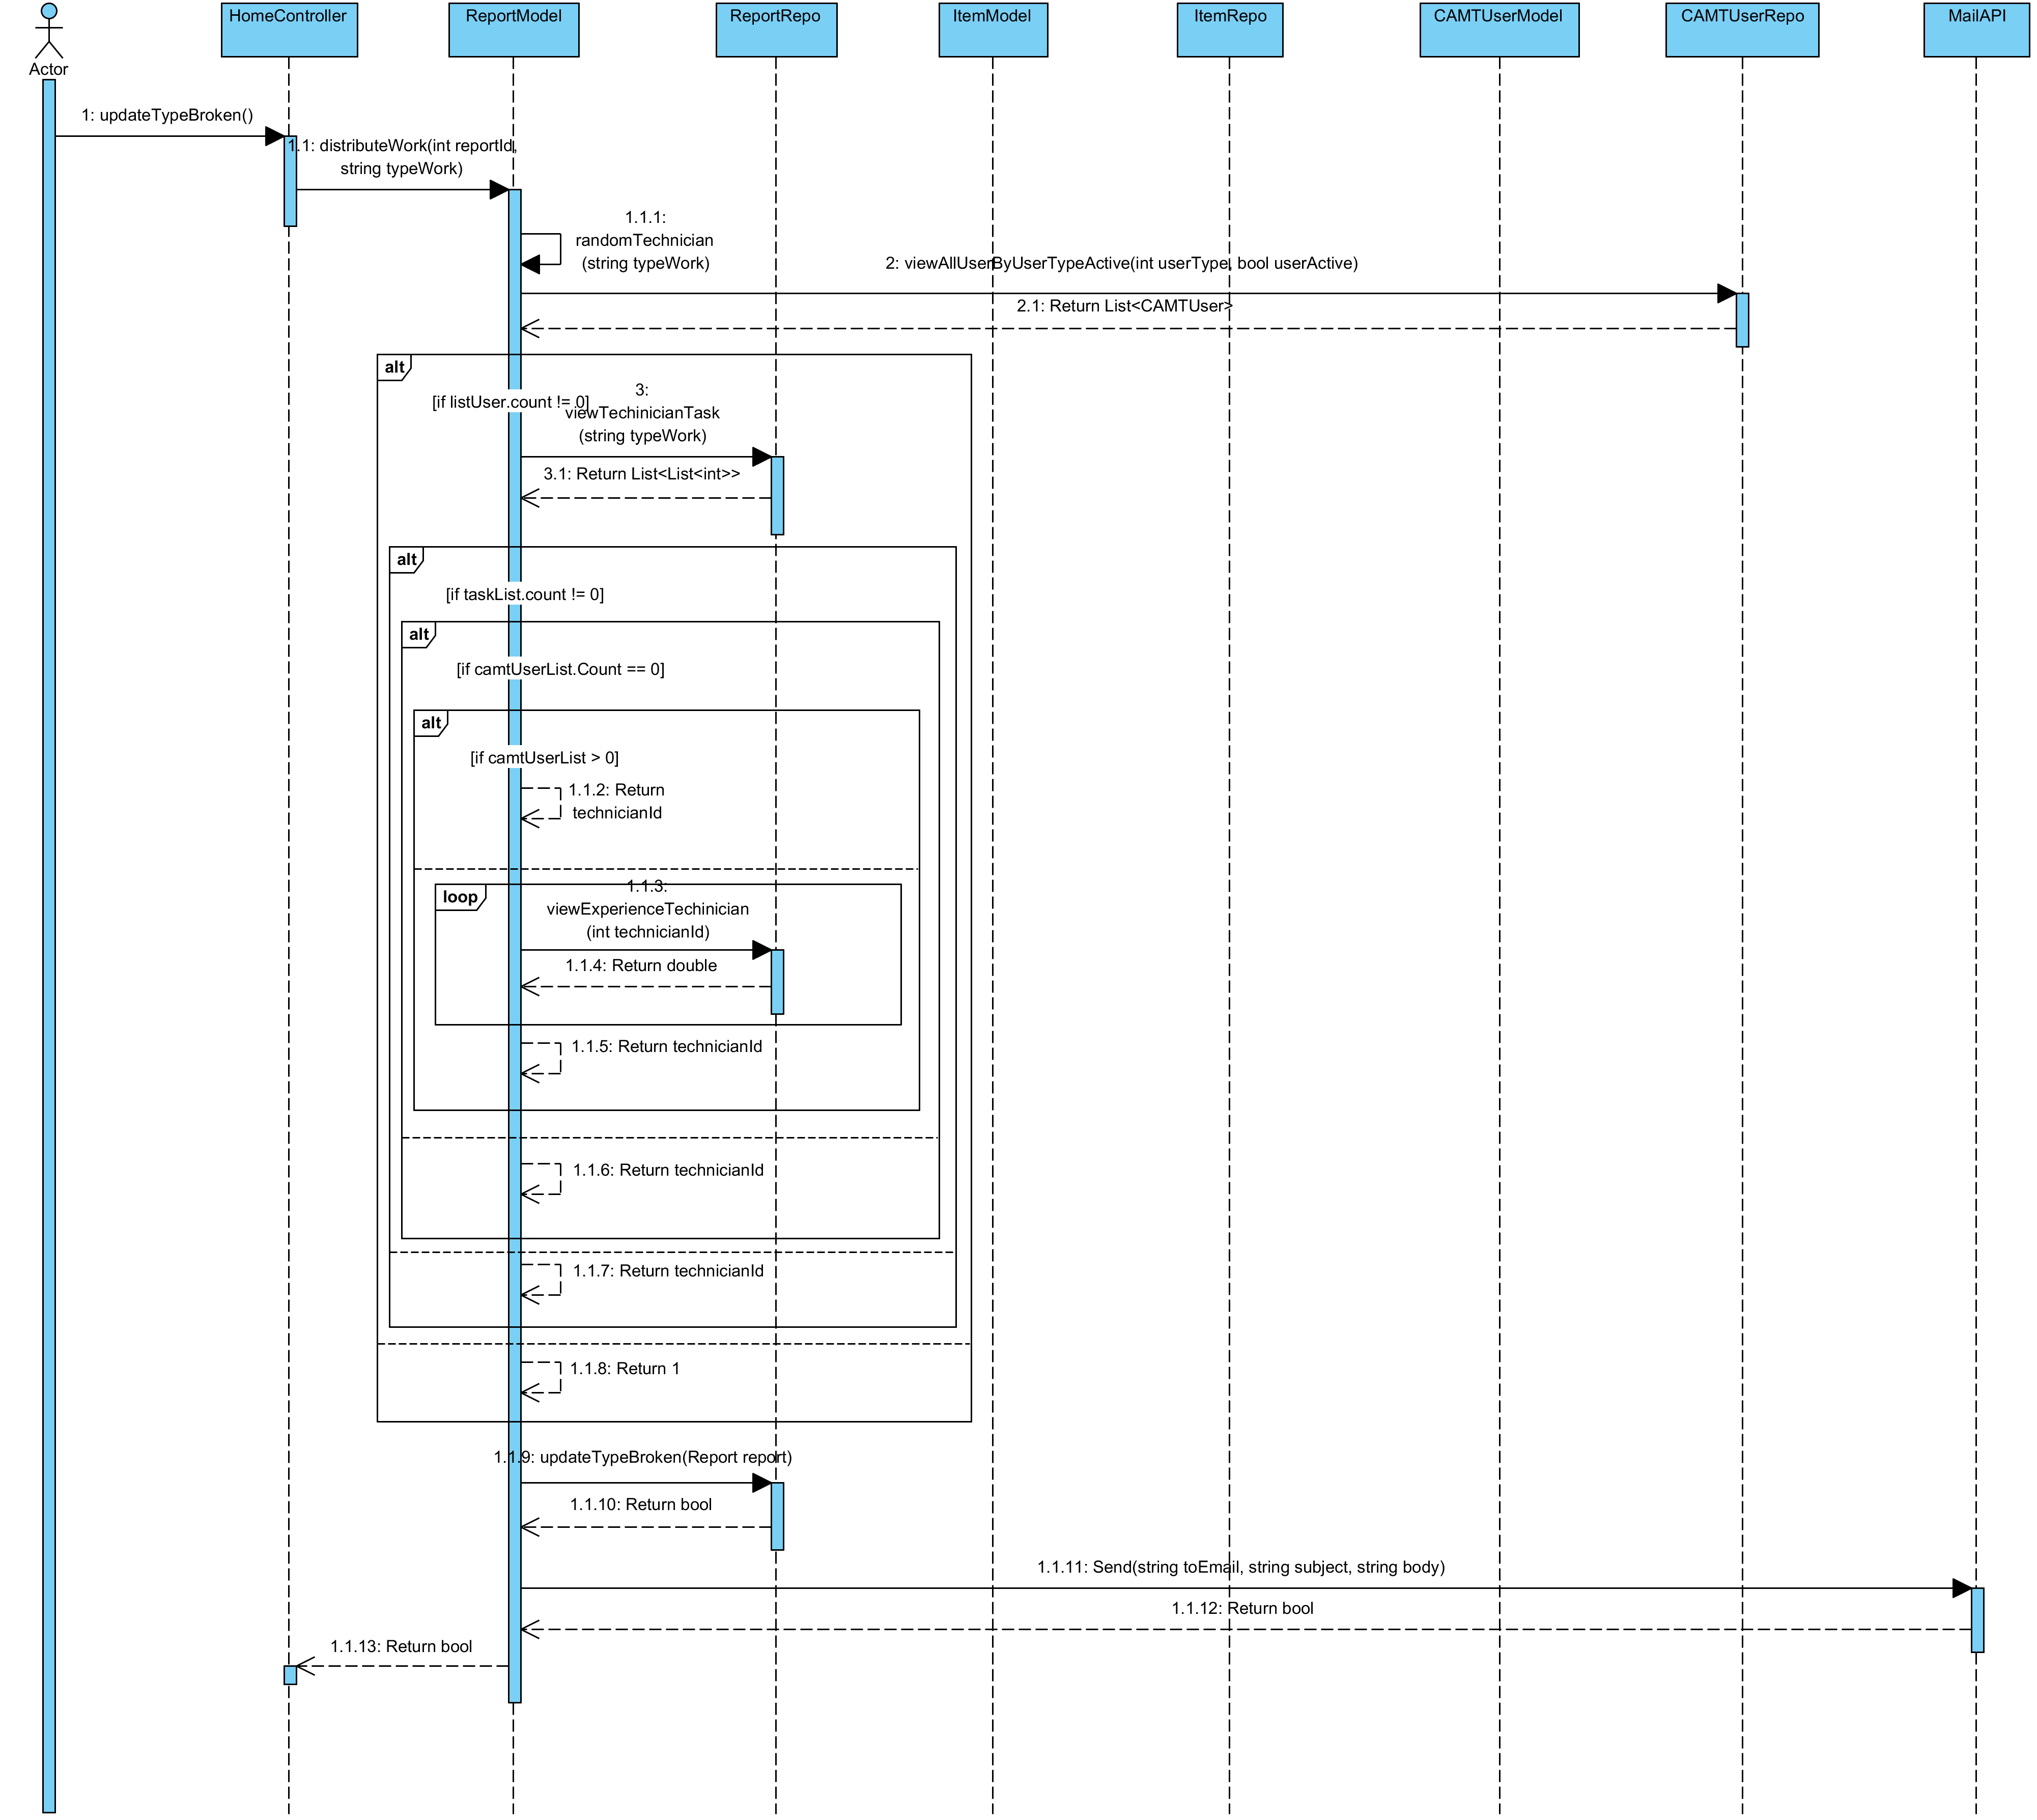 HomeController
ReportModel
ReportRepo
ItemModel
ItemRepo
CAMTUserModel
CAMTUserRepo
MailAPI
Actor
1: updateTypeBroken()
1.1: distributeWork(int reportId,
string typeWork)
1.1.1:
randomTechnician
(string typeWork)
2: viewAllUserByUserTypeActive(int userType, bool userActive)
2.1: Return List<CAMTUser>
alt
[if listUser.count != 0]
3:
viewTechinicianTask
(string typeWork)
3.1: Return List<List<int>>
alt
[if taskList.count != 0]
alt
[if camtUserList.Count == 0]
alt
[if camtUserList > 0]
1.1.2: Return
technicianId
loop
1.1.3:
viewExperienceTechinician
(int technicianId)
1.1.4: Return double
1.1.5: Return technicianId
1.1.6: Return technicianId
1.1.7: Return technicianId
1.1.8: Return 1
1.1.9: updateTypeBroken(Report report)
1.1.10: Return bool
1.1.11: Send(string toEmail, string subject, string body)
1.1.12: Return bool
1.1.13: Return bool